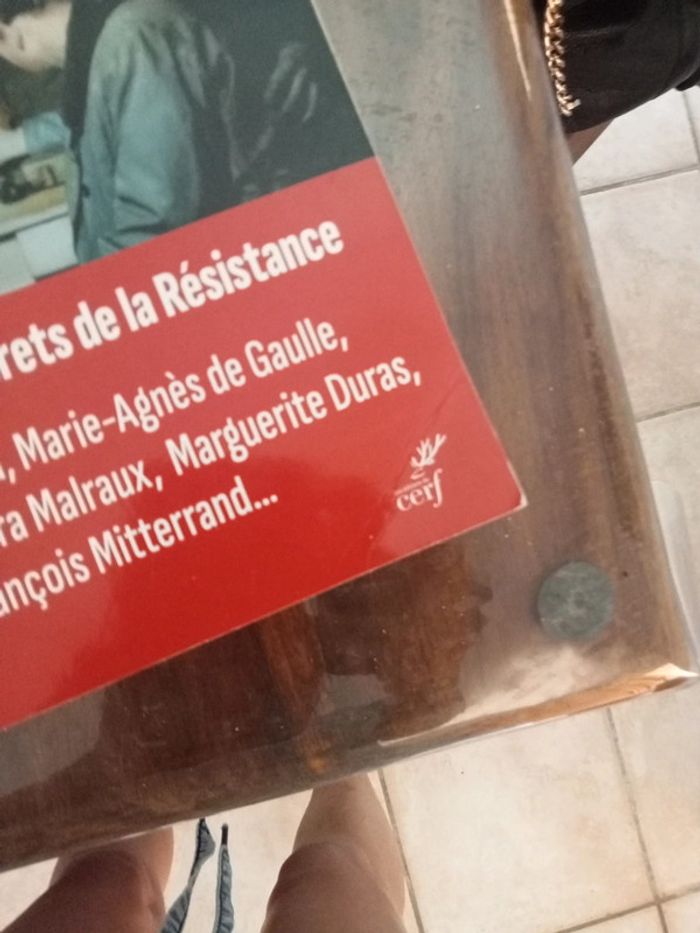 rets de la Résistance
, Marie-Agnès de Gaulle,
ra Malraux, Marguerite Duras,
ançois Mitterrand...
cerf